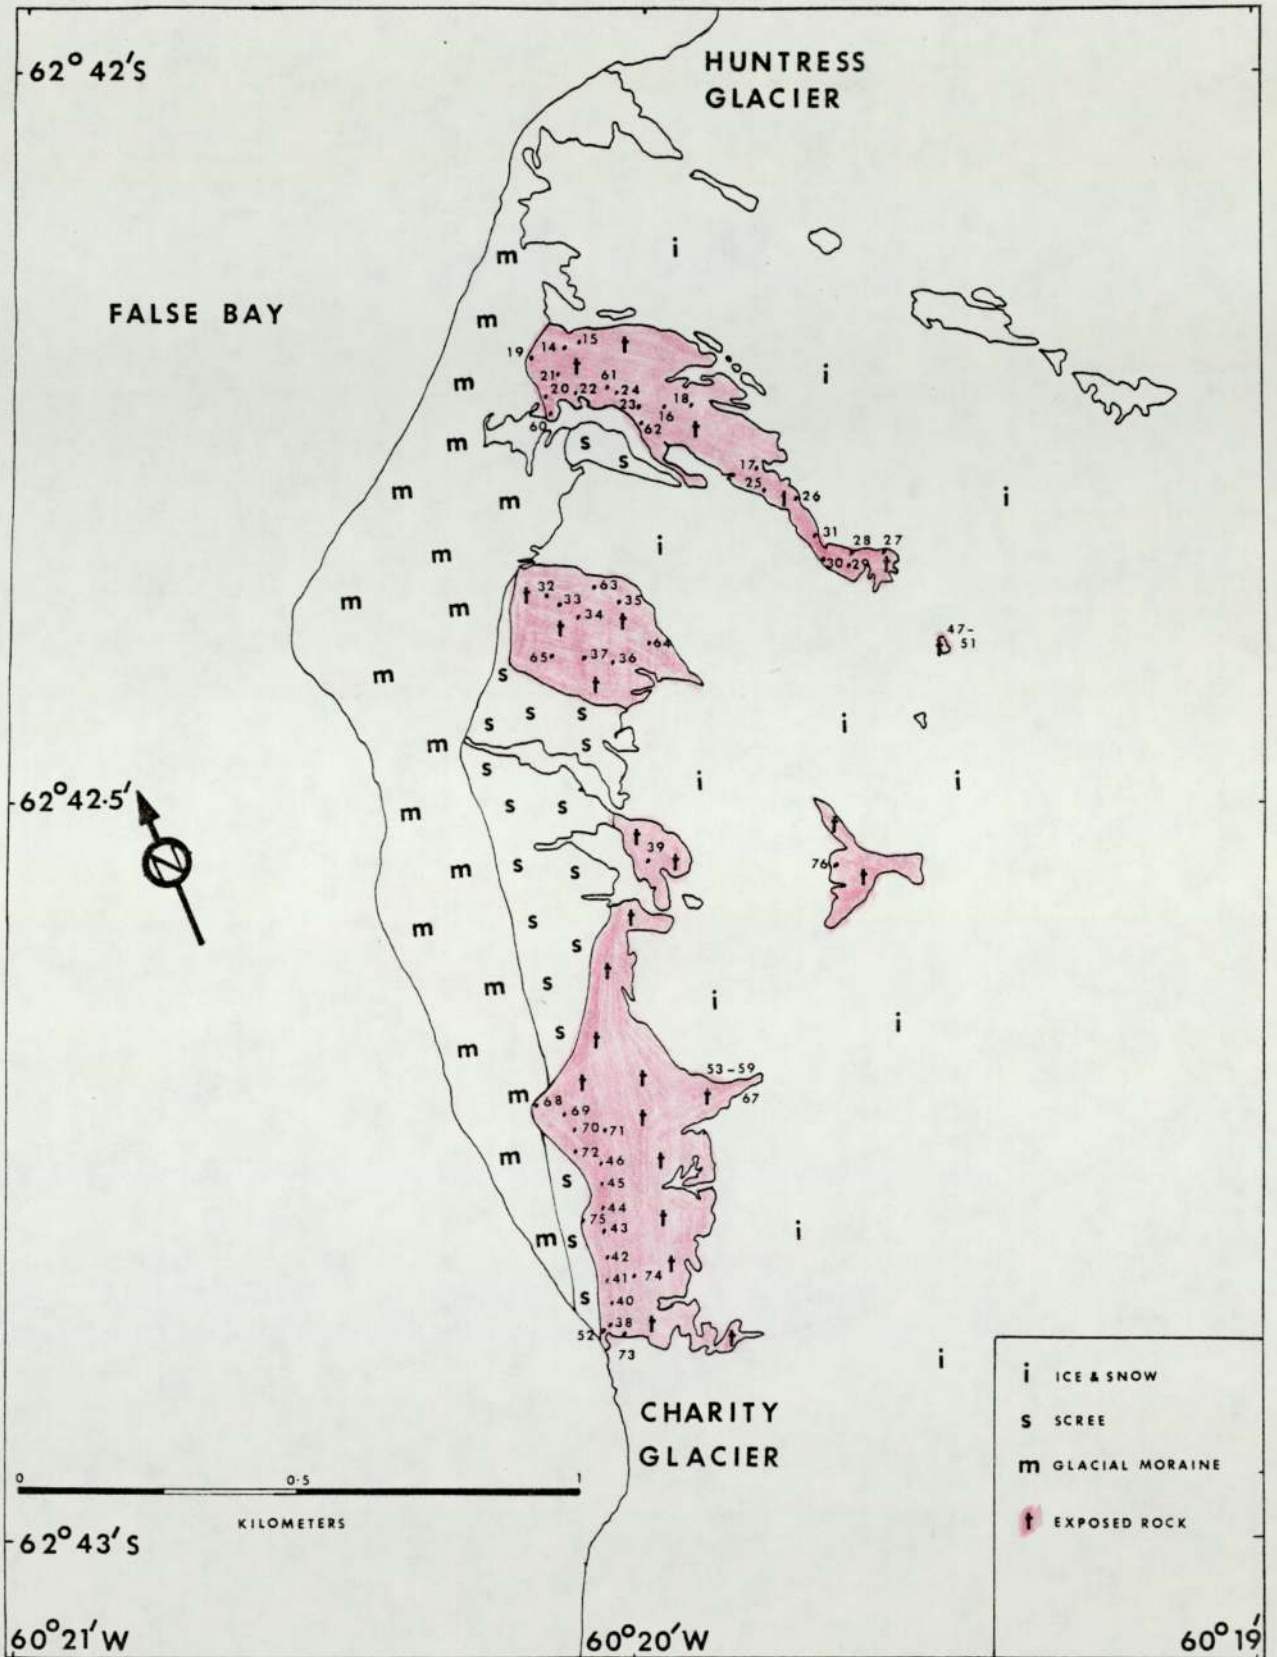 62° 42′S
HUNTRESS
GLACIER
i
m
FALSE BAY
m
14 15 t
19 t i
m 21 61
20 22 24 18
23 16
60 62 t
m s
s 17
m m 25 t 26 i
31
m i 28 27
30 29 t s
m m t 32 63
33 35
34 t
t 64 47-
t 51
m 65 37 36
s t
s s s i
m s
s i i
62° 42·5′
m s s t t
39
m s s t 76 t
N
m s t
s t
m s i i
m s t
t t 53-59
m 68 t 67
69 t
70 71
m 72 46 t
s 45
44 t
75 43
m s 42 i
41 74 t
s 40
52 38 t t
73 i
i ICE & SNOW
CHARITY
GLACIER
s SCREE
m GLACIAL MORAINE
t EXPOSED ROCK
0 0·5 1
KILOMETERS
62° 43′ S
60° 21′ W 60° 20′ W 60° 19′